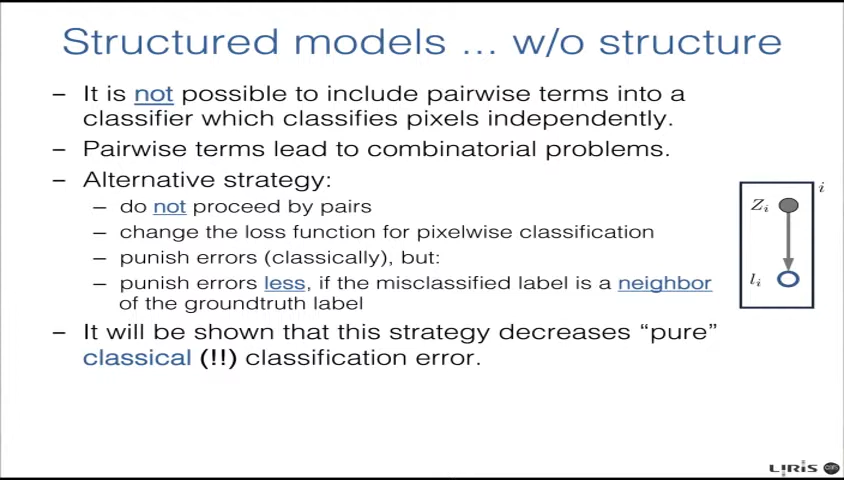 Structured models ... w/o structure
– It is not possible to include pairwise terms into a
classifier which classifies pixels independently.
– Pairwise terms lead to combinatorial problems.
– Alternative strategy:
– do not proceed by pairs
– change the loss function for pixelwise classification
– punish errors (classically), but:
– punish errors less, if the misclassified label is a neighbor
of the groundtruth label
– It will be shown that this strategy decreases “pure”
classical (!!) classification error.
i
Zi
li
LIRIS